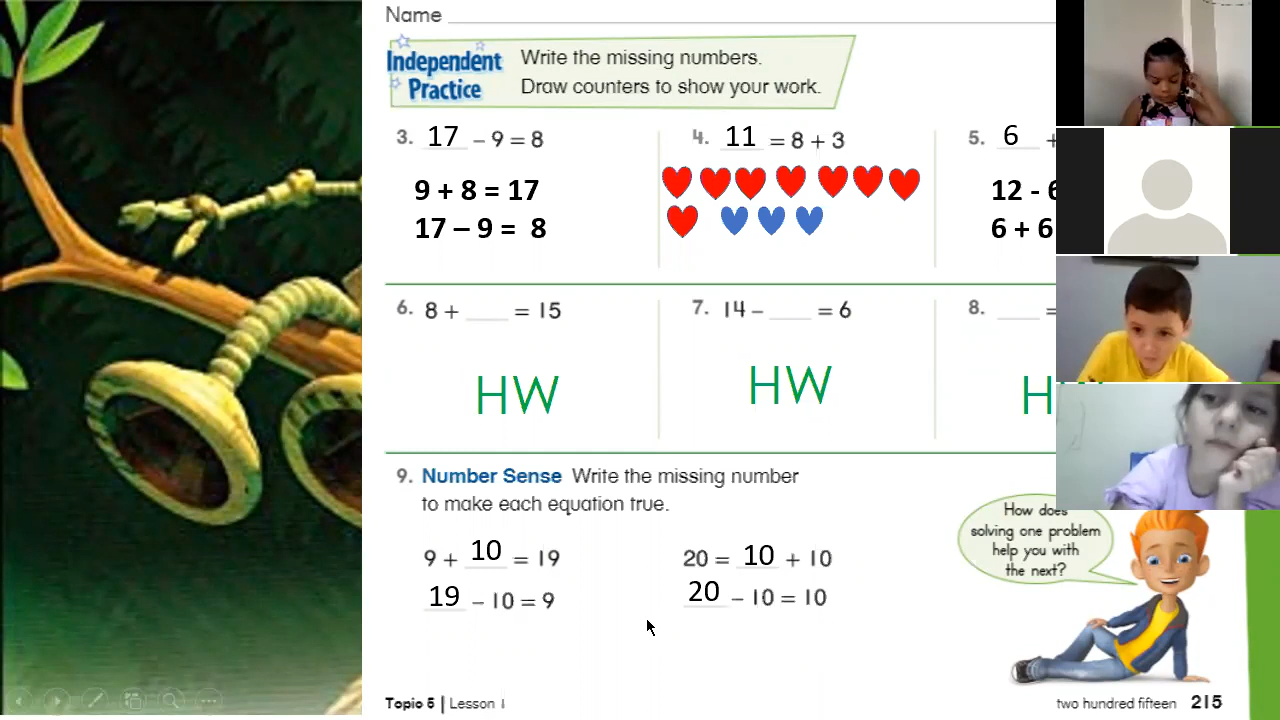 Name
Independent Practice
Write the missing numbers.
Draw counters to show your work.
3. 17 – 9 = 8
9 + 8 = 17
17 – 9 = 8
4. 11 = 8 + 3
5. 6 +
12 - 6
6 + 6
6. 8 + ___ = 15
HW
7. 14 – ___ = 6
HW
8. ___ =
HW
9. Number Sense Write the missing number
to make each equation true.
9 + 10 = 19
19 – 10 = 9
20 = 10 + 10
20 – 10 = 10
How does
solving one problem
help you with
the next?
Topic 5 | Lesson 1
two hundred fifteen 215